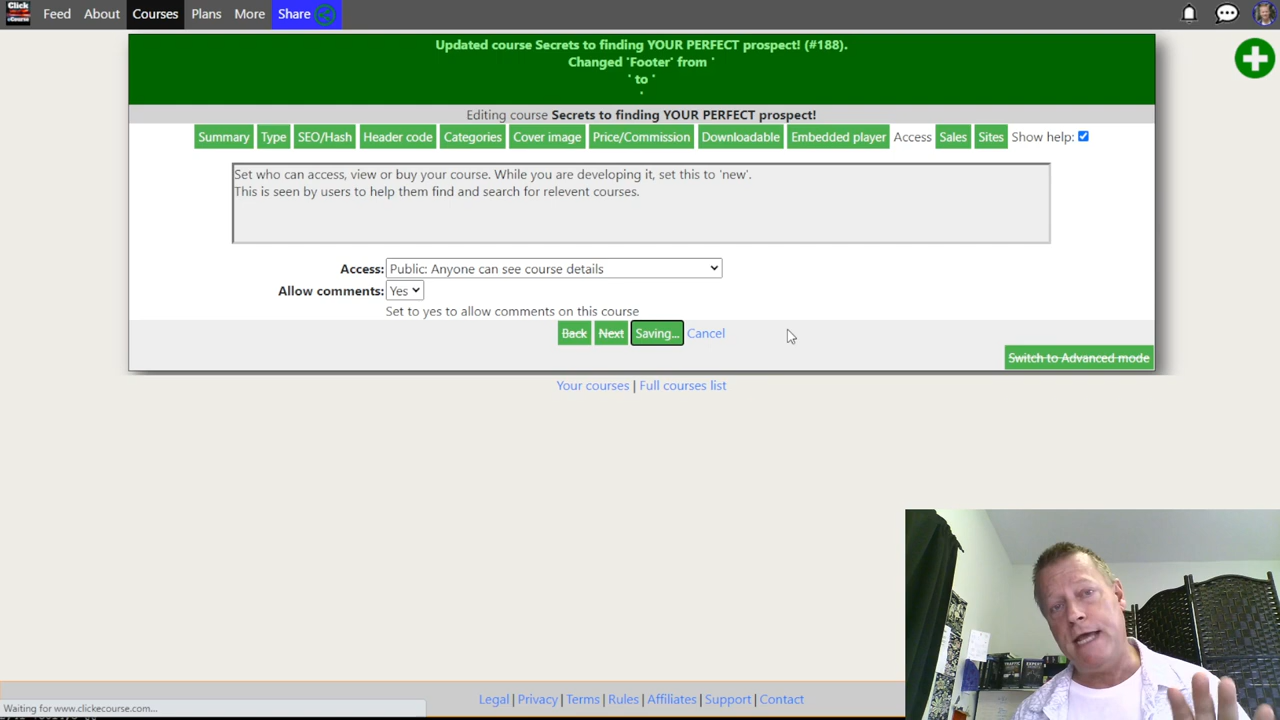 Click
eCourse
Feed About Courses Plans More Share
Updated course Secrets to finding YOUR PERFECT prospect! (#188).
Changed 'Footer' from '
' to '
'
Editing course Secrets to finding YOUR PERFECT prospect!
Summary Type SEO/Hash Header code Categories Cover image Price/Commission Downloadable Embedded player Access Sales Sites Show help:
Set who can access, view or buy your course. While you are developing it, set this to 'new'.
This is seen by users to help them find and search for relevent courses.
Access: Public: Anyone can see course details
Allow comments: Yes
Set to yes to allow comments on this course
Back Next Saving... Cancel
Switch to Advanced mode
Your courses | Full courses list
TRAFFIC EXPERT
Legal | Privacy | Terms | Rules | Affiliates | Support | Contact
Waiting for www.clickecourse.com...